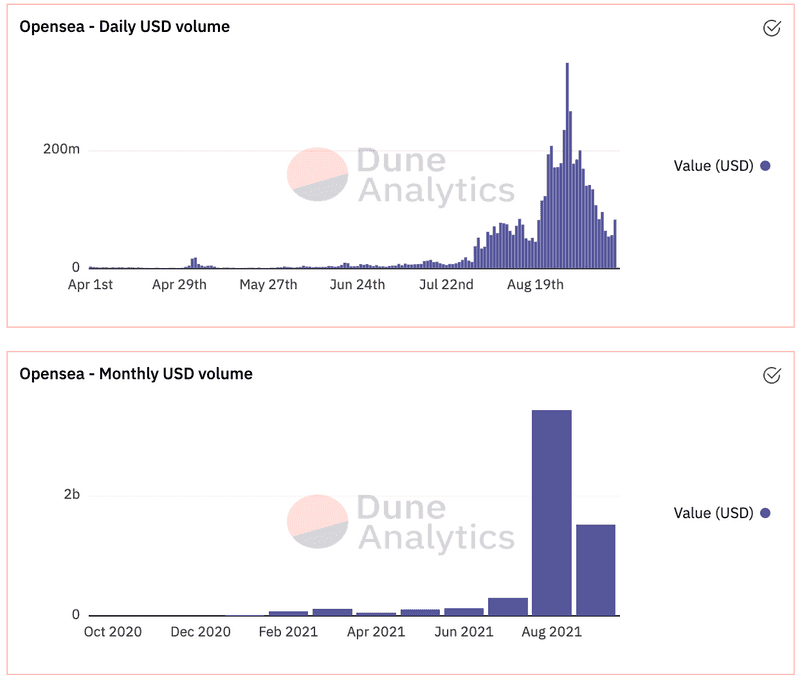 Opensea - Daily USD volume
200m
Dune
Analytics
Value (USD)
0
Apr 1st Apr 29th May 27th Jun 24th Jul 22nd Aug 19th
Opensea - Monthly USD volume
2b
Dune
Analytics
Value (USD)
0
Oct 2020 Dec 2020 Feb 2021 Apr 2021 Jun 2021 Aug 2021